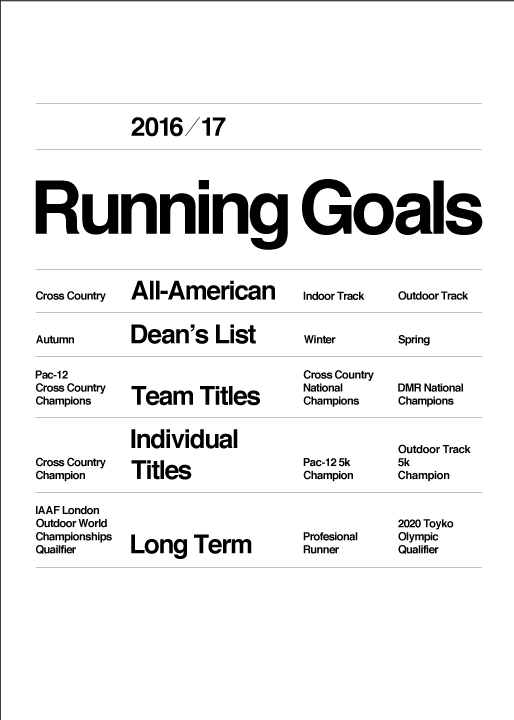 2016/17
Running Goals
Cross Country All-American Indoor Track Outdoor Track
Autumn Dean's List Winter Spring
Pac-12
Cross Country
Champions
Team Titles
Cross Country
National
Champions
DMR National
Champions
Cross Country
Champion
Individual
Titles
Pac-12 5k
Champion
Outdoor Track
5k
Champion
IAAF London
Outdoor World
Championships
Quailfier
Long Term
Profesional
Runner
2020 Toyko
Olympic
Qualifier